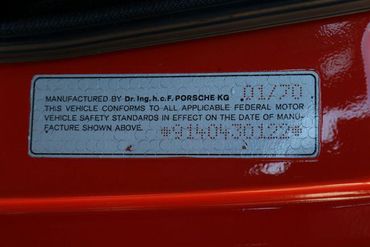 MANUFACTURED BY Dr. Ing. h. c. F. PORSCHE KG 01/70
THIS VEHICLE CONFORMS TO ALL APPLICABLE FEDERAL MOTOR
VEHICLE SAFETY STANDARDS IN EFFECT ON THE DATE OF MANU-
FACTURE SHOWN ABOVE. *9140430122*